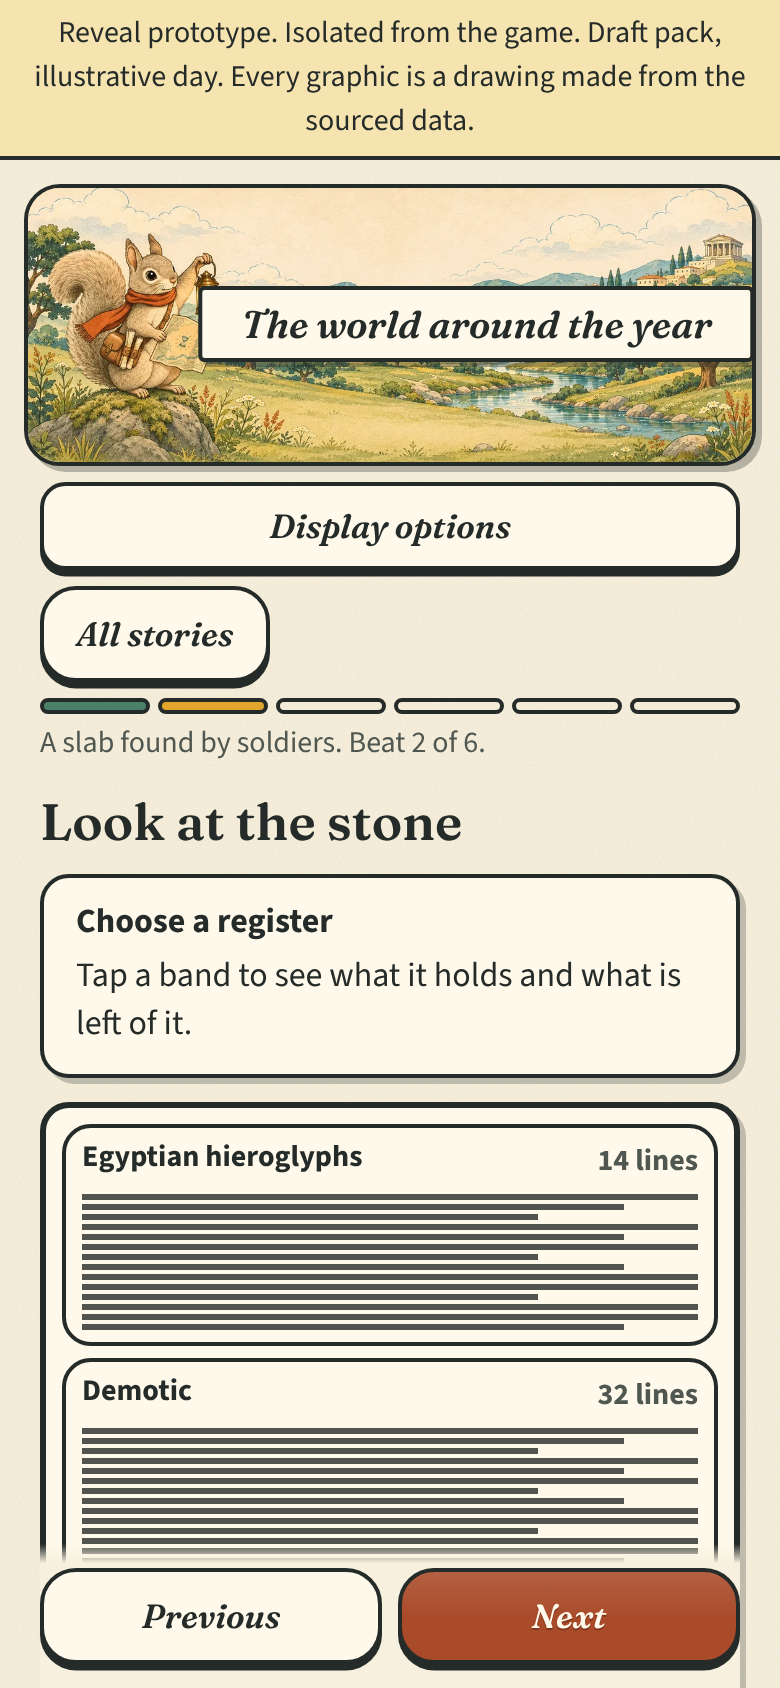 Reveal prototype. Isolated from the game. Draft pack,
illustrative day. Every graphic is a drawing made from the
sourced data.
The world around the year
Display options
All stories
A slab found by soldiers. Beat 2 of 6.
Look at the stone
Choose a register
Tap a band to see what it holds and what is
left of it.
Egyptian hieroglyphs 14 lines
Demotic 32 lines
Previous Next